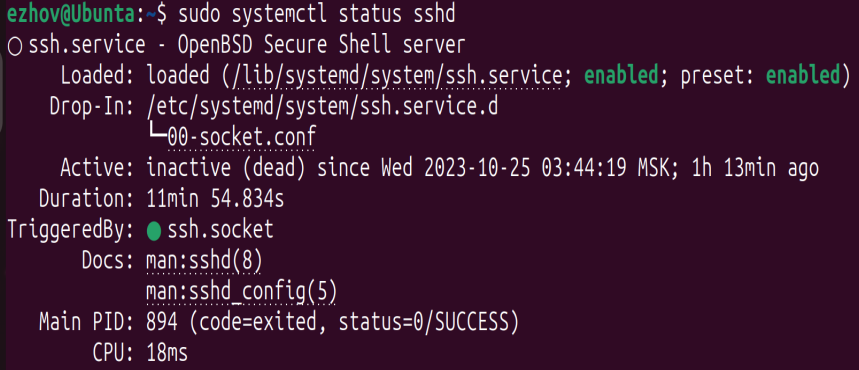 ezhov@Ubunta:~$ sudo systemctl status sshd
○ ssh.service - OpenBSD Secure Shell server
     Loaded: loaded (/lib/systemd/system/ssh.service; enabled; preset: enabled)
    Drop-In: /etc/systemd/system/ssh.service.d
             └─00-socket.conf
     Active: inactive (dead) since Wed 2023-10-25 03:44:19 MSK; 1h 13min ago
   Duration: 11min 54.834s
TriggeredBy: ● ssh.socket
       Docs: man:sshd(8)
             man:sshd_config(5)
   Main PID: 894 (code=exited, status=0/SUCCESS)
        CPU: 18ms